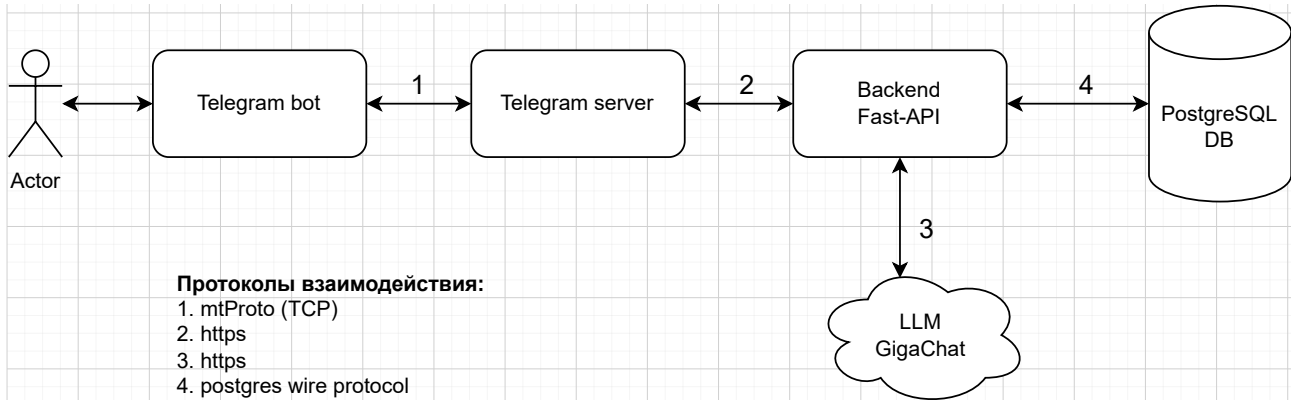 1
2
4
Telegram bot
Telegram server
Backend
Fast-API
PostgreSQL
DB
Actor
3
Протоколы взаимодействия:
1. mtProto (TCP)
2. https
3. https
4. postgres wire protocol
LLM
GigaChat